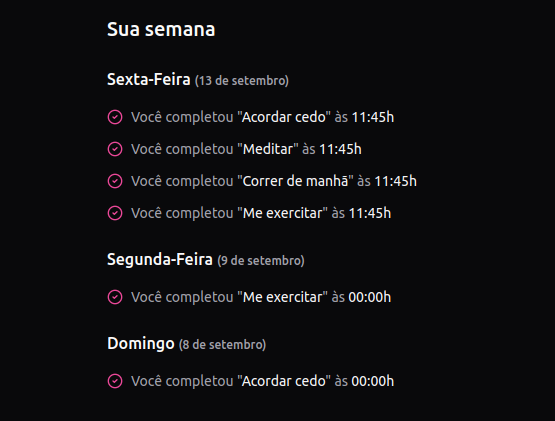 Sua semana
Sexta-Feira (13 de setembro)
Você completou "Acordar cedo" às 11:45h
Você completou "Meditar" às 11:45h
Você completou "Correr de manhã" às 11:45h
Você completou "Me exercitar" às 11:45h
Segunda-Feira (9 de setembro)
Você completou "Me exercitar" às 00:00h
Domingo (8 de setembro)
Você completou "Acordar cedo" às 00:00h